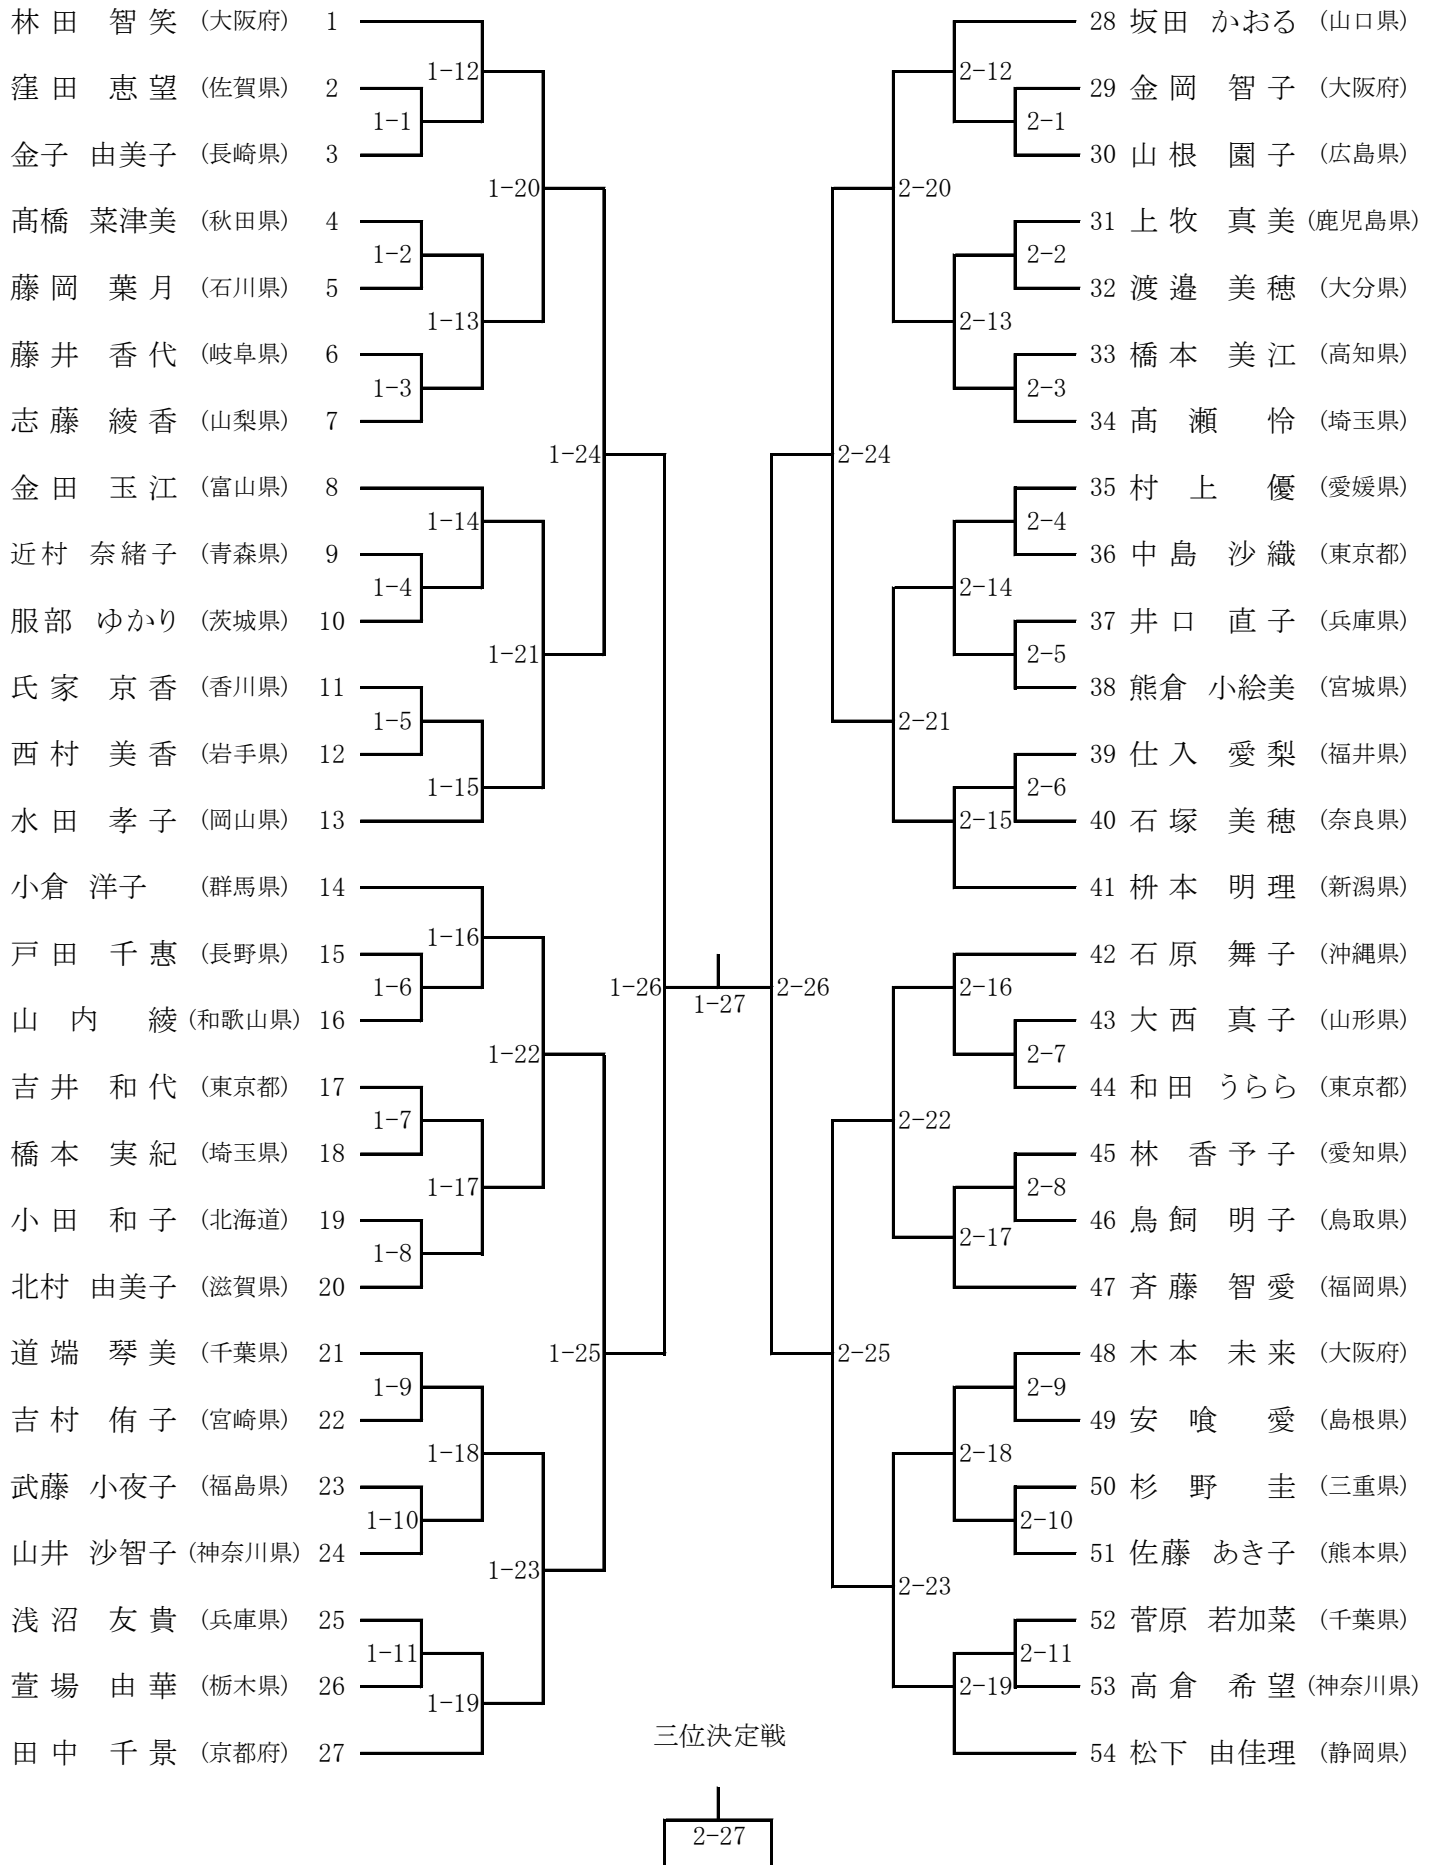 林田 智笑 (大阪府) 1
1-12
窪田 恵望 (佐賀県) 2
1-1
金子 由美子 (長崎県) 3
1-20
髙橋 菜津美 (秋田県) 4
1-2
藤岡 葉月 (石川県) 5
1-13
藤井 香代 (岐阜県) 6
1-3
志藤 綾香 (山梨県) 7
1-24
金田 玉江 (富山県) 8
1-14
近村 奈緒子 (青森県) 9
1-4
服部 ゆかり (茨城県) 10
1-21
氏家 京香 (香川県) 11
1-5
西村 美香 (岩手県) 12
1-15
水田 孝子 (岡山県) 13
小倉 洋子 (群馬県) 14
1-16
戸田 千惠 (長野県) 15
1-6
1-26
山内 綾 (和歌山県) 16
1-22
吉井 和代 (東京都) 17
1-7
橋本 実紀 (埼玉県) 18
1-17
小田 和子 (北海道) 19
1-8
北村 由美子 (滋賀県) 20
道端 琴美 (千葉県) 21
1-25
1-9
吉村 侑子 (宮崎県) 22
1-18
武藤 小夜子 (福島県) 23
1-10
山井 沙智子 (神奈川県) 24
1-23
浅沼 友貴 (兵庫県) 25
1-11
萱場 由華 (栃木県) 26
1-19
田中 千景 (京都府) 27
1-27
28 坂田 かおる (山口県)
2-12
29 金岡 智子 (大阪府)
2-1
30 山根 園子 (広島県)
2-20
31 上牧 真美 (鹿児島県)
2-2
32 渡邉 美穂 (大分県)
2-13
33 橋本 美江 (高知県)
2-3
34 髙瀬 怜 (埼玉県)
2-24
35 村上 優 (愛媛県)
2-4
36 中島 沙織 (東京都)
2-14
37 井口 直子 (兵庫県)
2-5
38 熊倉 小絵美 (宮城県)
2-21
39 仕入 愛梨 (福井県)
2-6
40 石塚 美穂 (奈良県)
2-15
41 枡本 明理 (新潟県)
42 石原 舞子 (沖縄県)
2-16
2-26
43 大西 真子 (山形県)
2-7
44 和田 うらら (東京都)
2-22
45 林 香予子 (愛知県)
2-8
46 鳥飼 明子 (鳥取県)
2-17
47 斉藤 智愛 (福岡県)
48 木本 未来 (大阪府)
2-25
2-9
49 安喰 愛 (島根県)
2-18
50 杉野 圭 (三重県)
2-10
51 佐藤 あき子 (熊本県)
2-23
52 菅原 若加菜 (千葉県)
2-11
53 高倉 希望 (神奈川県)
2-19
54 松下 由佳理 (静岡県)
三位決定戦
2-27